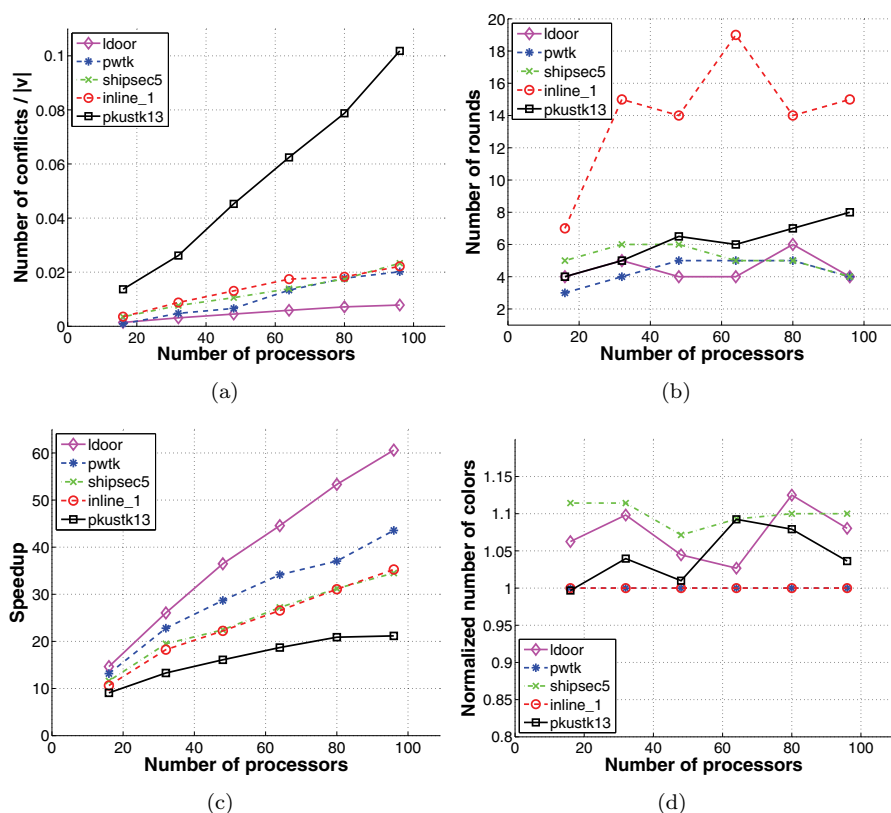 Number of conflicts / |v|
0.1
0.08
0.06
0.04
0.02
0
ldoor
pwtk
shipsec5
inline_1
pkustk13
0 20 40 60 80 100
Number of processors
(a)
Number of rounds
20
18
16
14
12
10
8
6
4
2
ldoor
pwtk
shipsec5
inline_1
pkustk13
0 20 40 60 80 100
Number of processors
(b)
Speedup
60
50
40
30
20
10
0
ldoor
pwtk
shipsec5
inline_1
pkustk13
20 40 60 80 100
Number of processors
(c)
Normalized number of colors
1.15
1.1
1.05
1
0.95
0.9
0.85
0.8
ldoor
pwtk
shipsec5
inline_1
pkustk13
0 20 40 60 80 100
Number of processors
(d)